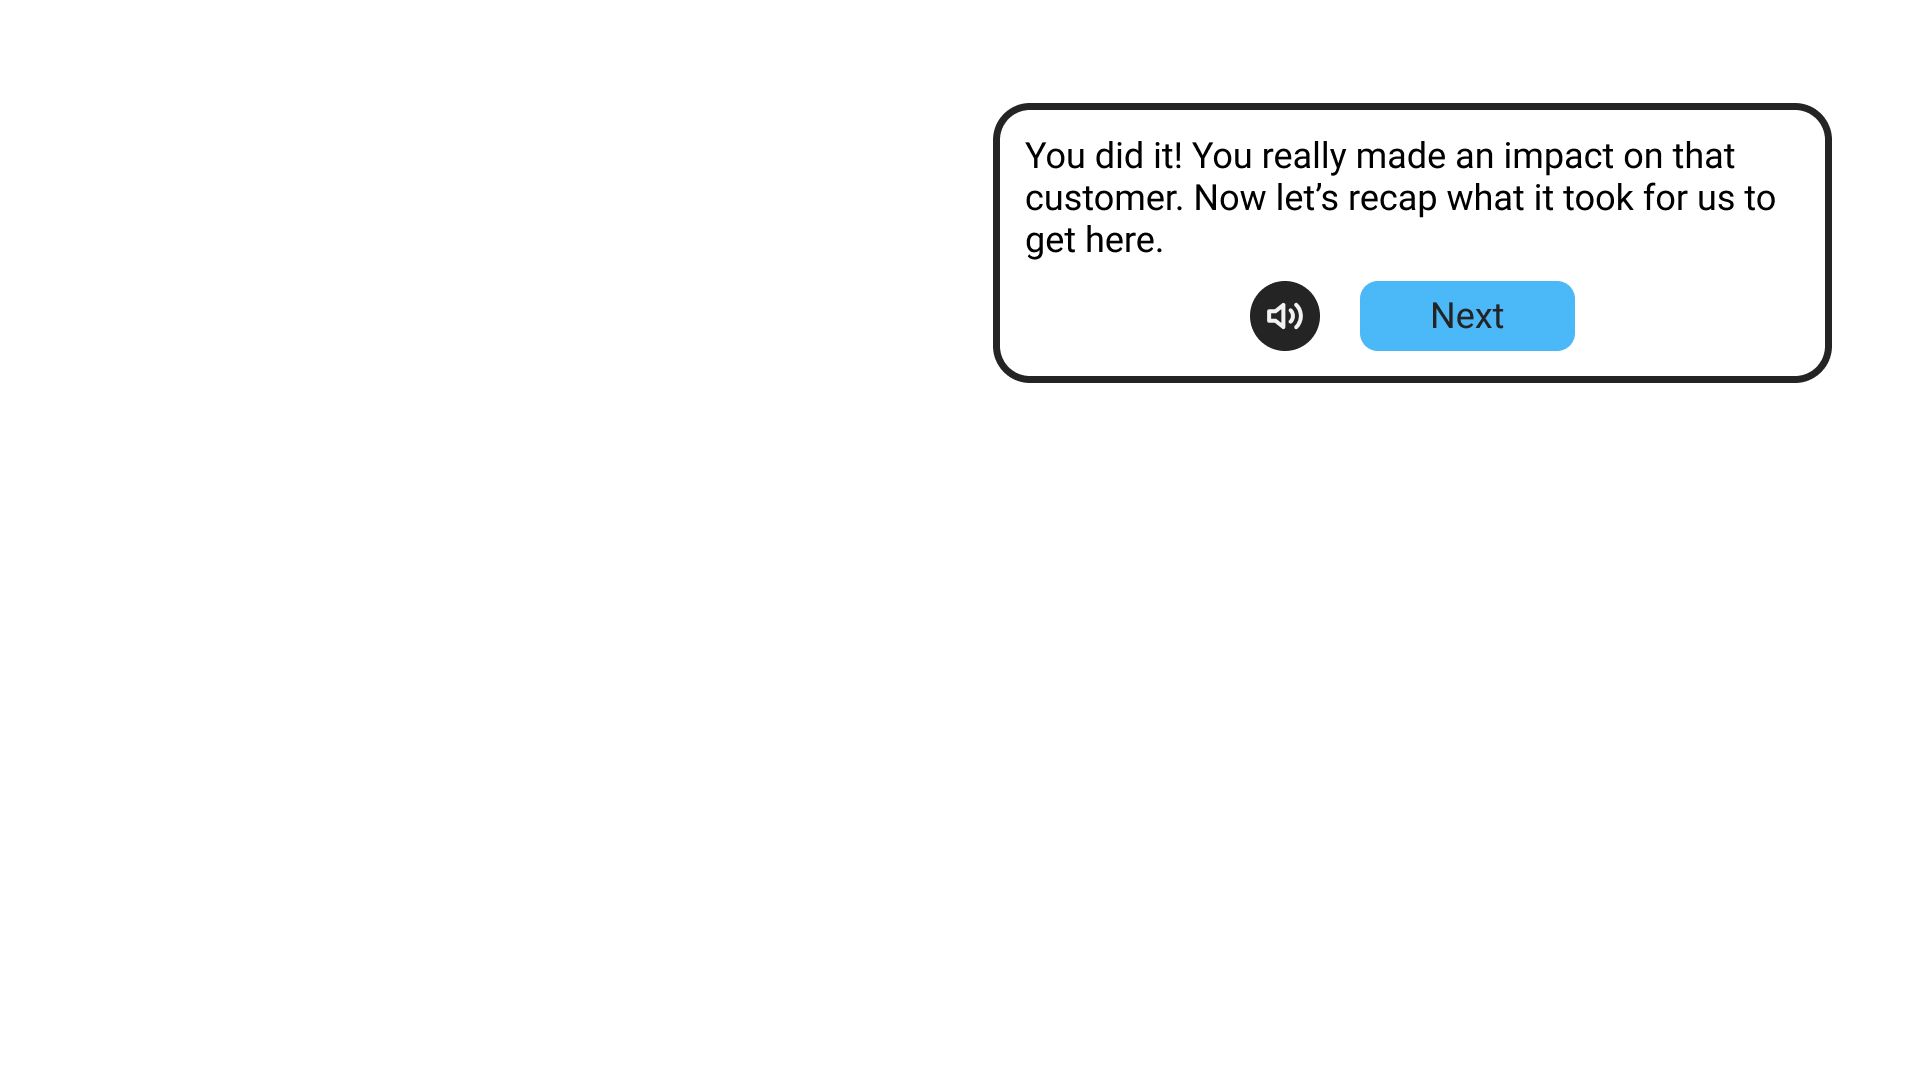 You did it! You really made an impact on that
customer. Now let’s recap what it took for us to
get here.
Next